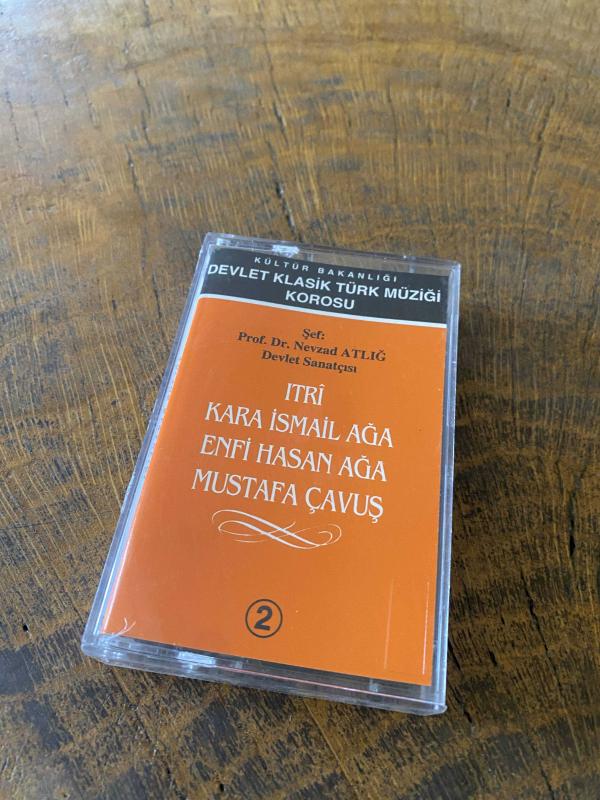 KÜLTÜR BAKANLIĞI
DEVLET KLASİK TÜRK MÜZİĞİ
KOROSU
Şef:
Prof. Dr. Nevzad ATLIĞ
Devlet Sanatçısı
ITRÎ
KARA İSMAİL AĞA
ENFİ HASAN AĞA
MUSTAFA ÇAVUŞ
2